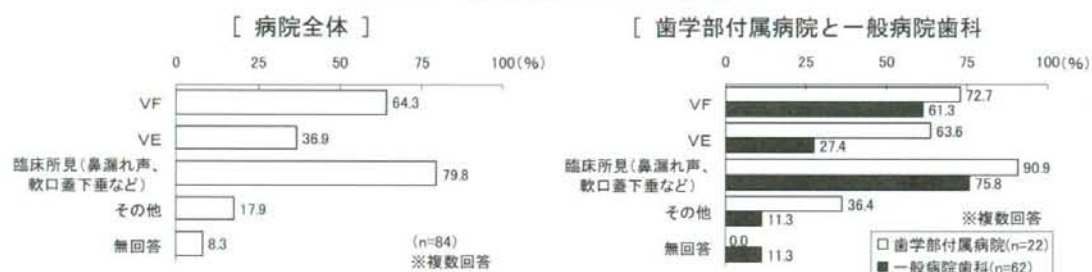 [ 病院全体 ]
0 25 50 75 100(%)
VF 64.3
VE 36.9
臨床所見(鼻漏れ声、
軟口蓋下垂など) 79.8
その他 17.9
無回答 8.3
(n=84)
※複数回答
[ 歯学部付属病院と一般病院歯科 ]
0 25 50 75 100(%)
VF 72.7
61.3
VE 63.6
27.4
臨床所見(鼻漏れ声、
軟口蓋下垂など) 90.9
75.8
その他 36.4
11.3
無回答 0.0
11.3
※複数回答
□ 歯学部付属病院(n=22)
■ 一般病院歯科(n=62)